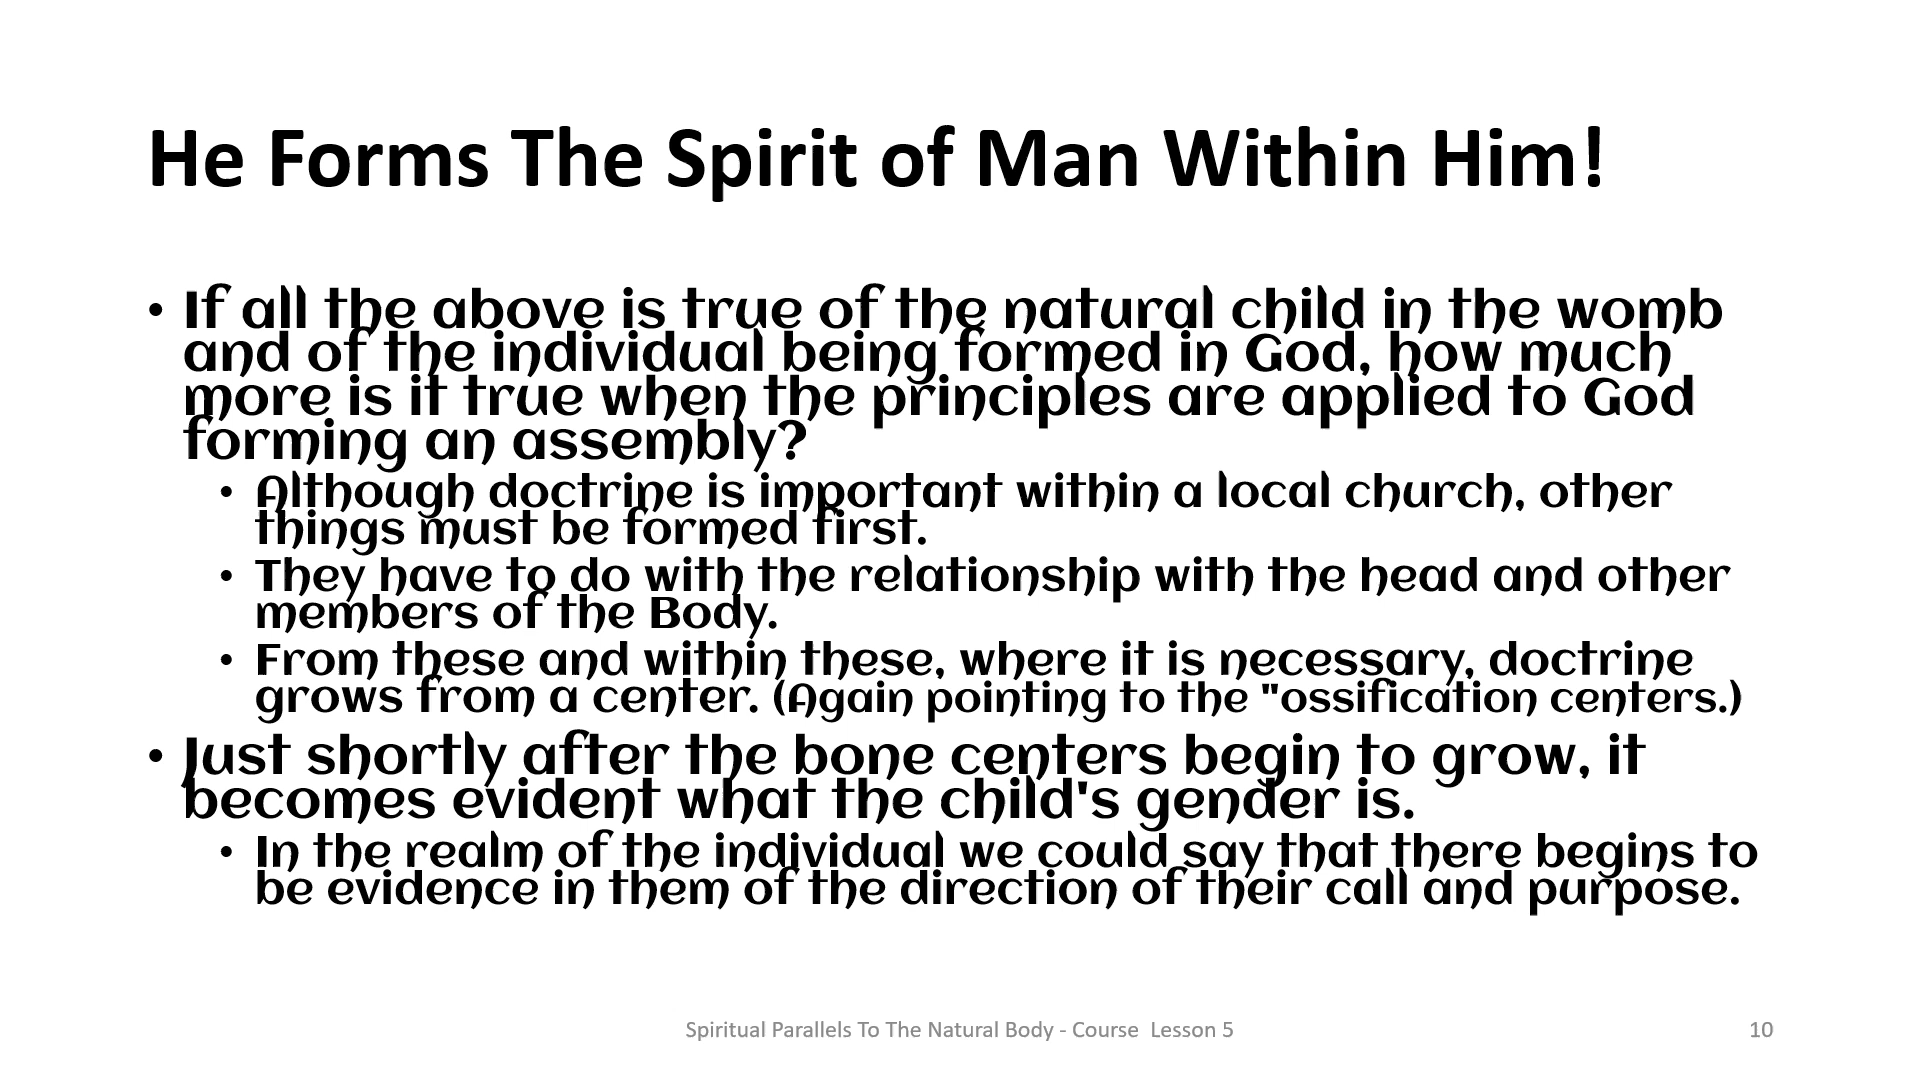 He Forms The Spirit of Man Within Him!
• If all the above is true of the natural child in the womb
and of the individual being formed in God, how much
more is it true when the principles are applied to God
forming an assembly?
• Although doctrine is important within a local church, other
things must be formed first.
• They have to do with the relationship with the head and other
members of the Body.
• From these and within these, where it is necessary, doctrine
grows from a center. (Again pointing to the "ossification centers.)
• Just shortly after the bone centers begin to grow, it
becomes evident what the child's gender is.
• In the realm of the individual we could say that there begins to
be evidence in them of the direction of their call and purpose.
Spiritual Parallels To The Natural Body - Course  Lesson 5
10